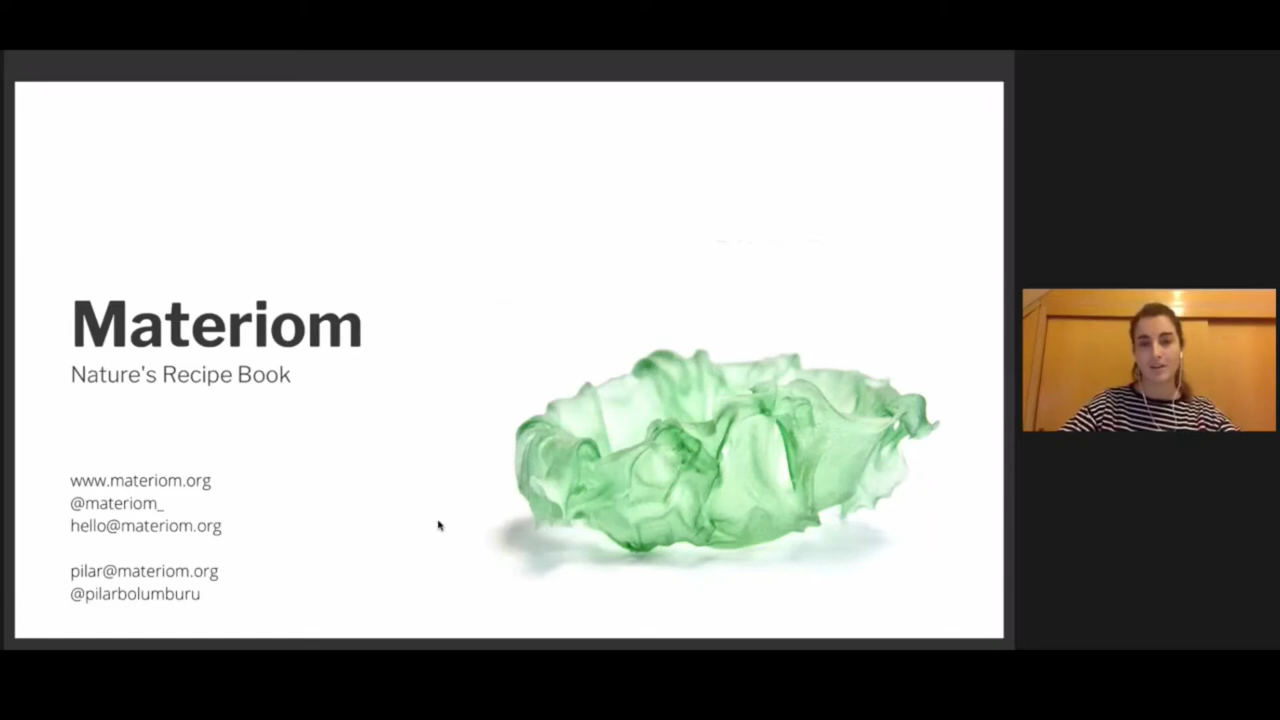 Materiom
Nature's Recipe Book
www.materiom.org
@materiom_
hello@materiom.org
pilar@materiom.org
@pilarbolumburu